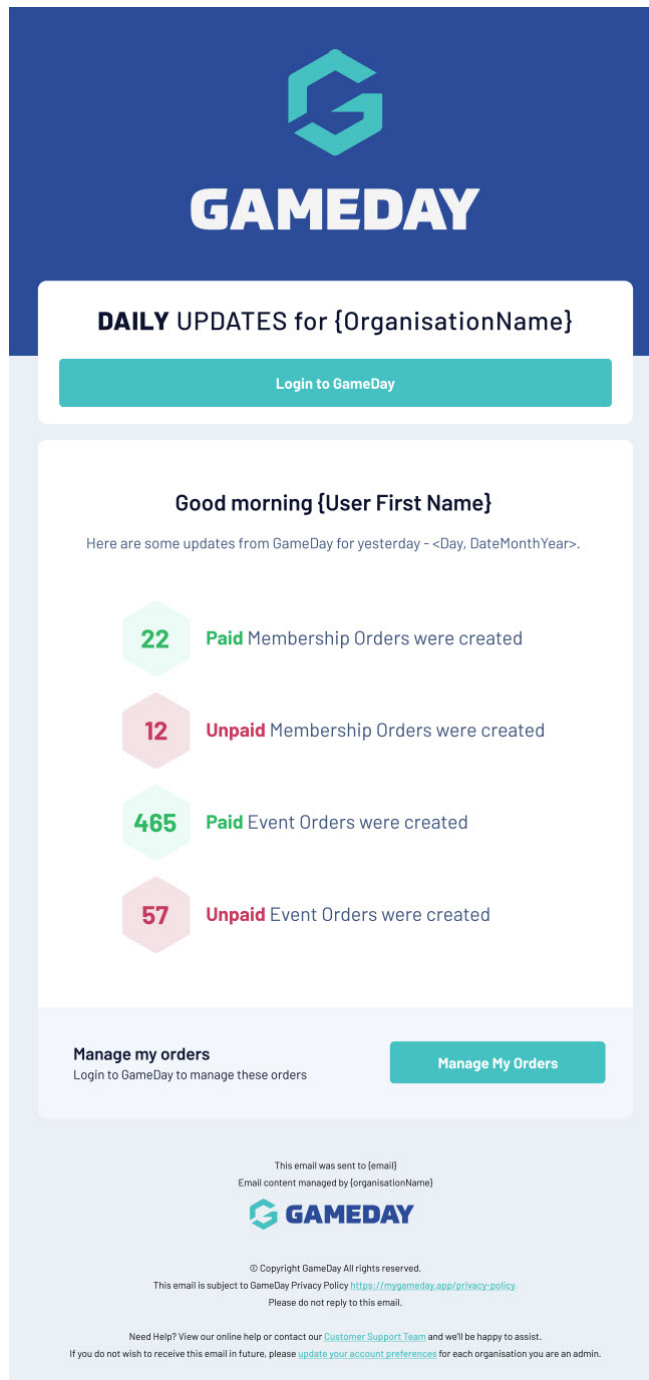 GAMEDAY
DAILY UPDATES for {OrganisationName}
Login to GameDay
Good morning {User First Name}
Here are some updates from GameDay for yesterday - <Day, DateMonthYear>.
22 Paid Membership Orders were created
12 Unpaid Membership Orders were created
465 Paid Event Orders were created
57 Unpaid Event Orders were created
Manage my orders
Login to GameDay to manage these orders
Manage My Orders
This email was sent to {email}
Email content managed by {organisationName}
GAMEDAY
© Copyright GameDay All rights reserved.
This email is subject to GameDay Privacy Policy https://mygameday.app/privacy-policy.
Please do not reply to this email.
Need Help? View our online help or contact our Customer Support Team and we'll be happy to assist.
If you do not wish to receive this email in future, please update your account preferences for each organisation you are an admin.